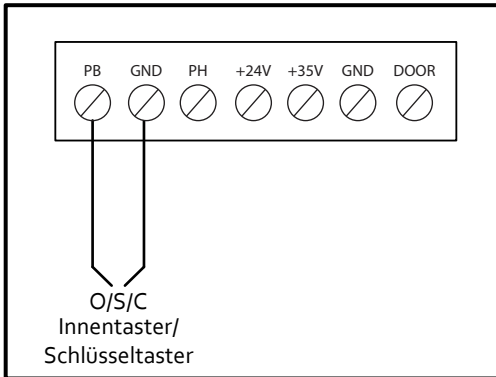 PB GND PH +24V +35V GND DOOR
O/S/C
Innentaster/
Schlüsseltaster